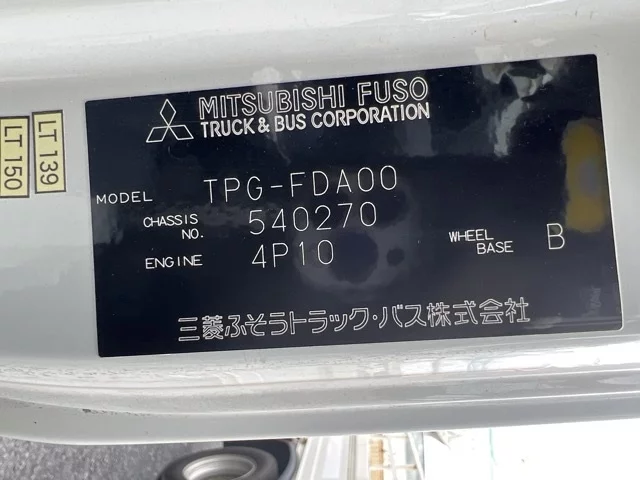 MITSUBISHI FUSO
TRUCK & BUS CORPORATION
MODEL TPG-FDA00
CHASSIS NO. 540270
ENGINE 4P10
WHEEL BASE B
三菱ふそうトラック・バス株式会社
LT 139
LT 150